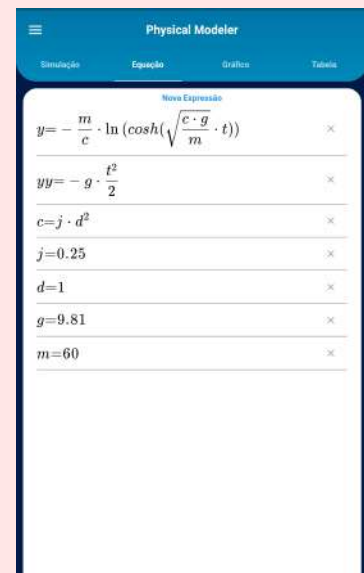 Physical Modeler
Simulação Equação Gráfico Tabela
Nova Expressão
y= − m/c · ln (cosh(√(c · g/m) · t)) ×
yy= − g · t²/2 ×
c=j · d² ×
j=0.25 ×
d=1 ×
g=9.81 ×
m=60 ×